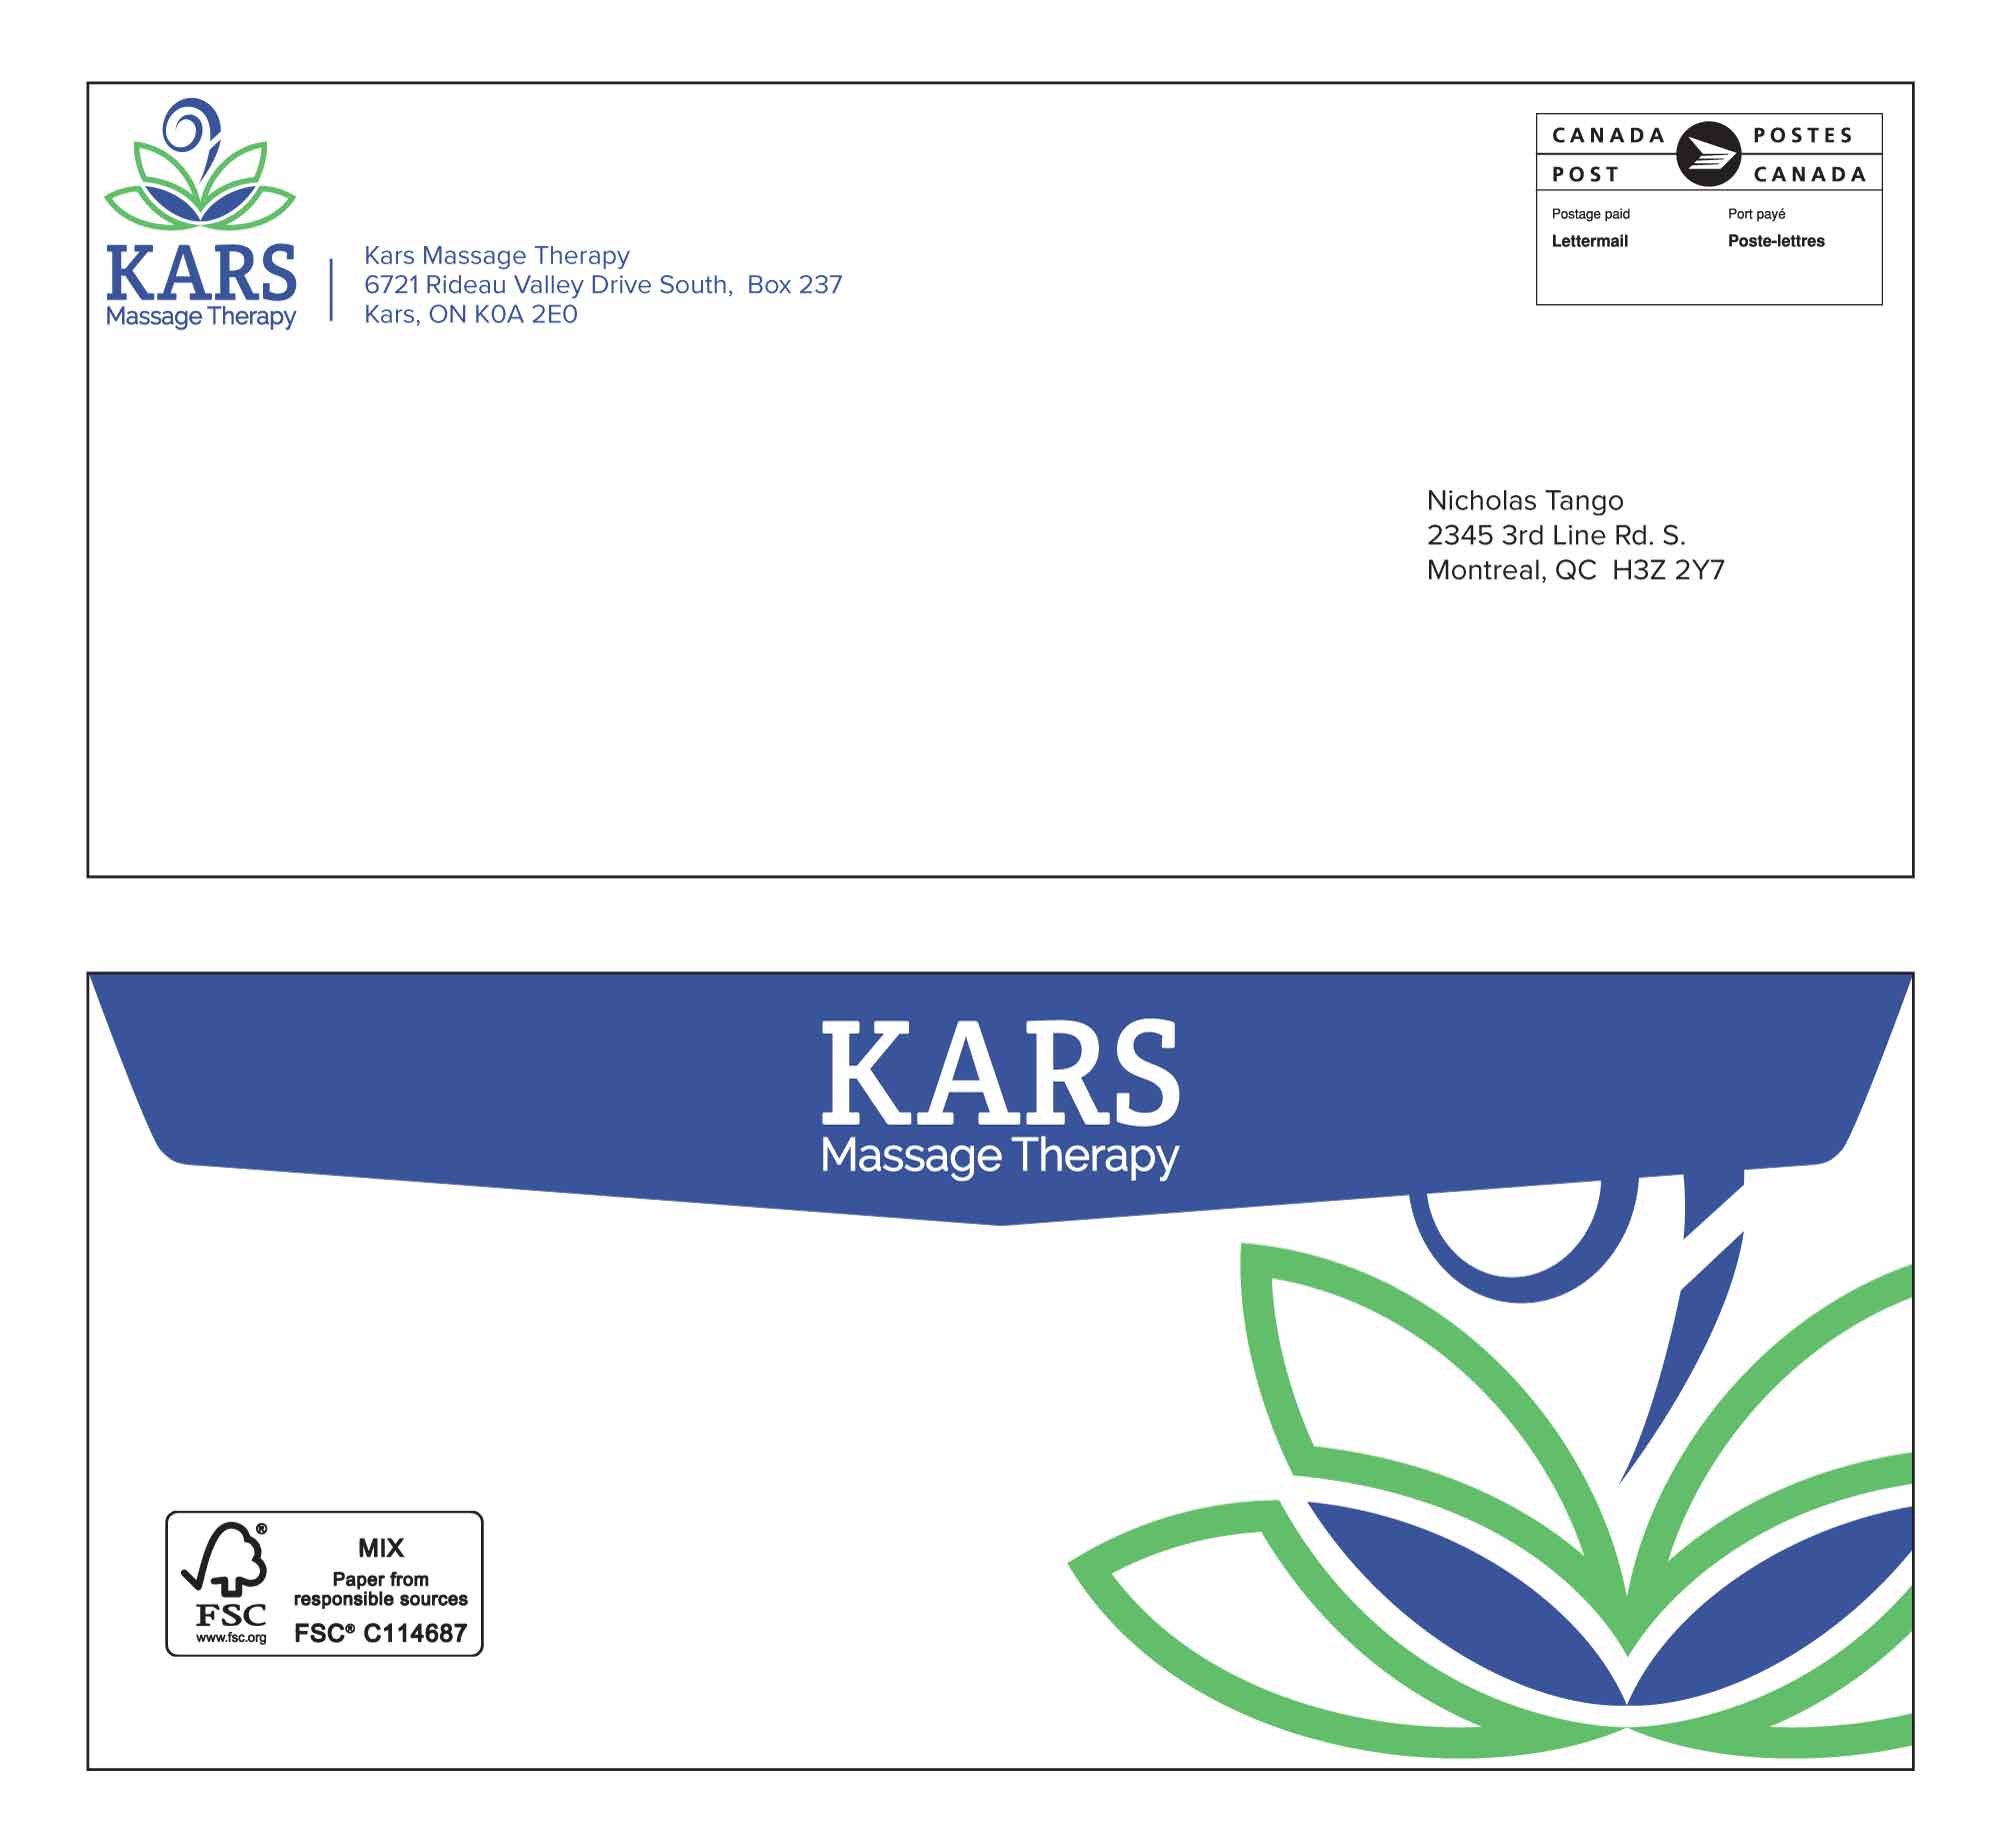 KARS
Massage Therapy
Kars Massage Therapy
6721 Rideau Valley Drive South,  Box 237
Kars, ON K0A 2E0
CANADA POST
POSTES CANADA
Postage paid
Lettermail
Port payé
Poste-lettres
Nicholas Tango
2345 3rd Line Rd. S.
Montreal, QC  H3Z 2Y7
KARS
Massage Therapy
®
FSC
www.fsc.org
MIX
Paper from
responsible sources
FSC® C114687